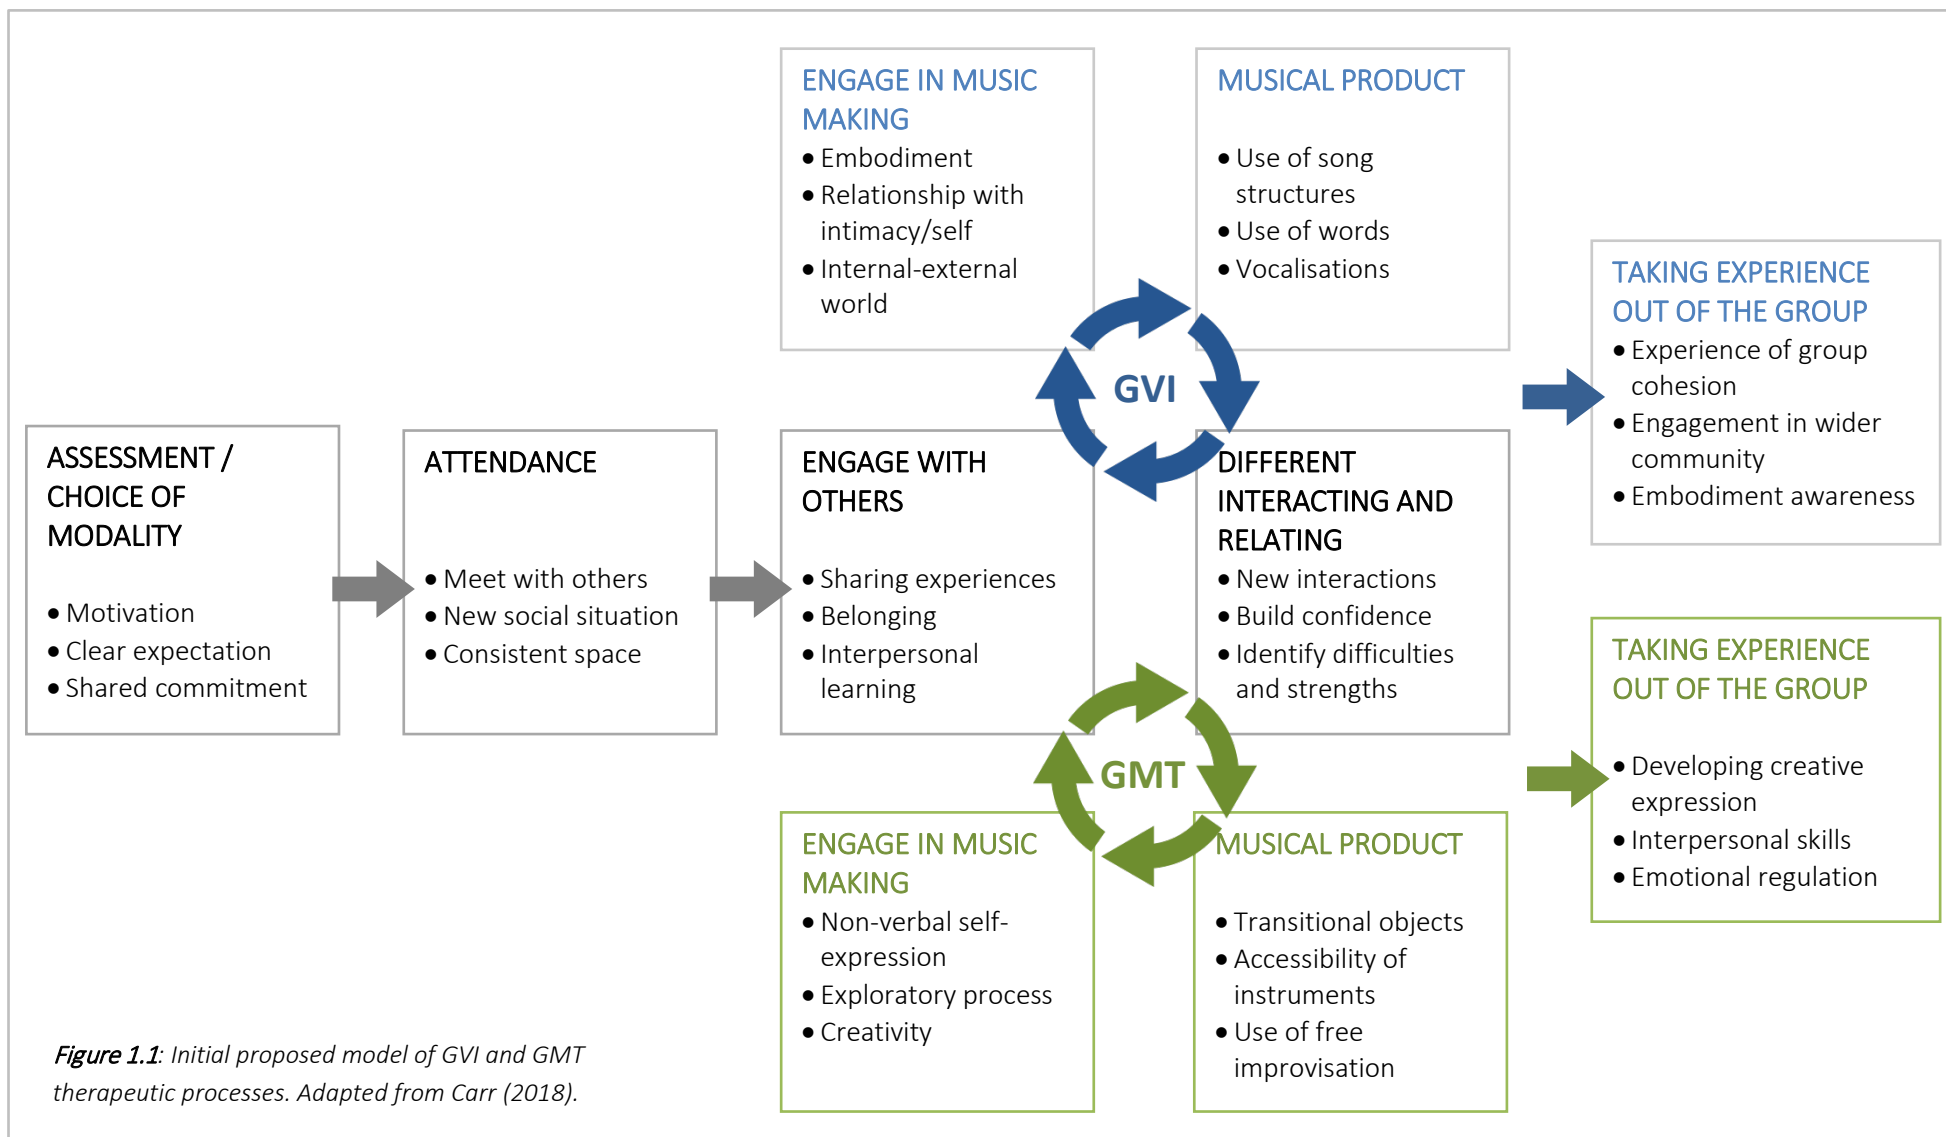 ENGAGE IN MUSIC
MAKING
• Embodiment
• Relationship with
intimacy/self
• Internal-external
world
MUSICAL PRODUCT
• Use of song
structures
• Use of words
• Vocalisations
GVI
TAKING EXPERIENCE
OUT OF THE GROUP
• Experience of group
cohesion
• Engagement in wider
community
• Embodiment awareness
ASSESSMENT /
CHOICE OF
MODALITY
• Motivation
• Clear expectation
• Shared commitment
ATTENDANCE
• Meet with others
• New social situation
• Consistent space
ENGAGE WITH
OTHERS
• Sharing experiences
• Belonging
• Interpersonal
learning
DIFFERENT
INTERACTING AND
RELATING
• New interactions
• Build confidence
• Identify difficulties
and strengths
GMT
TAKING EXPERIENCE
OUT OF THE GROUP
• Developing creative
expression
• Interpersonal skills
• Emotional regulation
ENGAGE IN MUSIC
MAKING
• Non-verbal self-
expression
• Exploratory process
• Creativity
MUSICAL PRODUCT
• Transitional objects
• Accessibility of
instruments
• Use of free
improvisation
Figure 1.1: Initial proposed model of GVI and GMT
therapeutic processes. Adapted from Carr (2018).